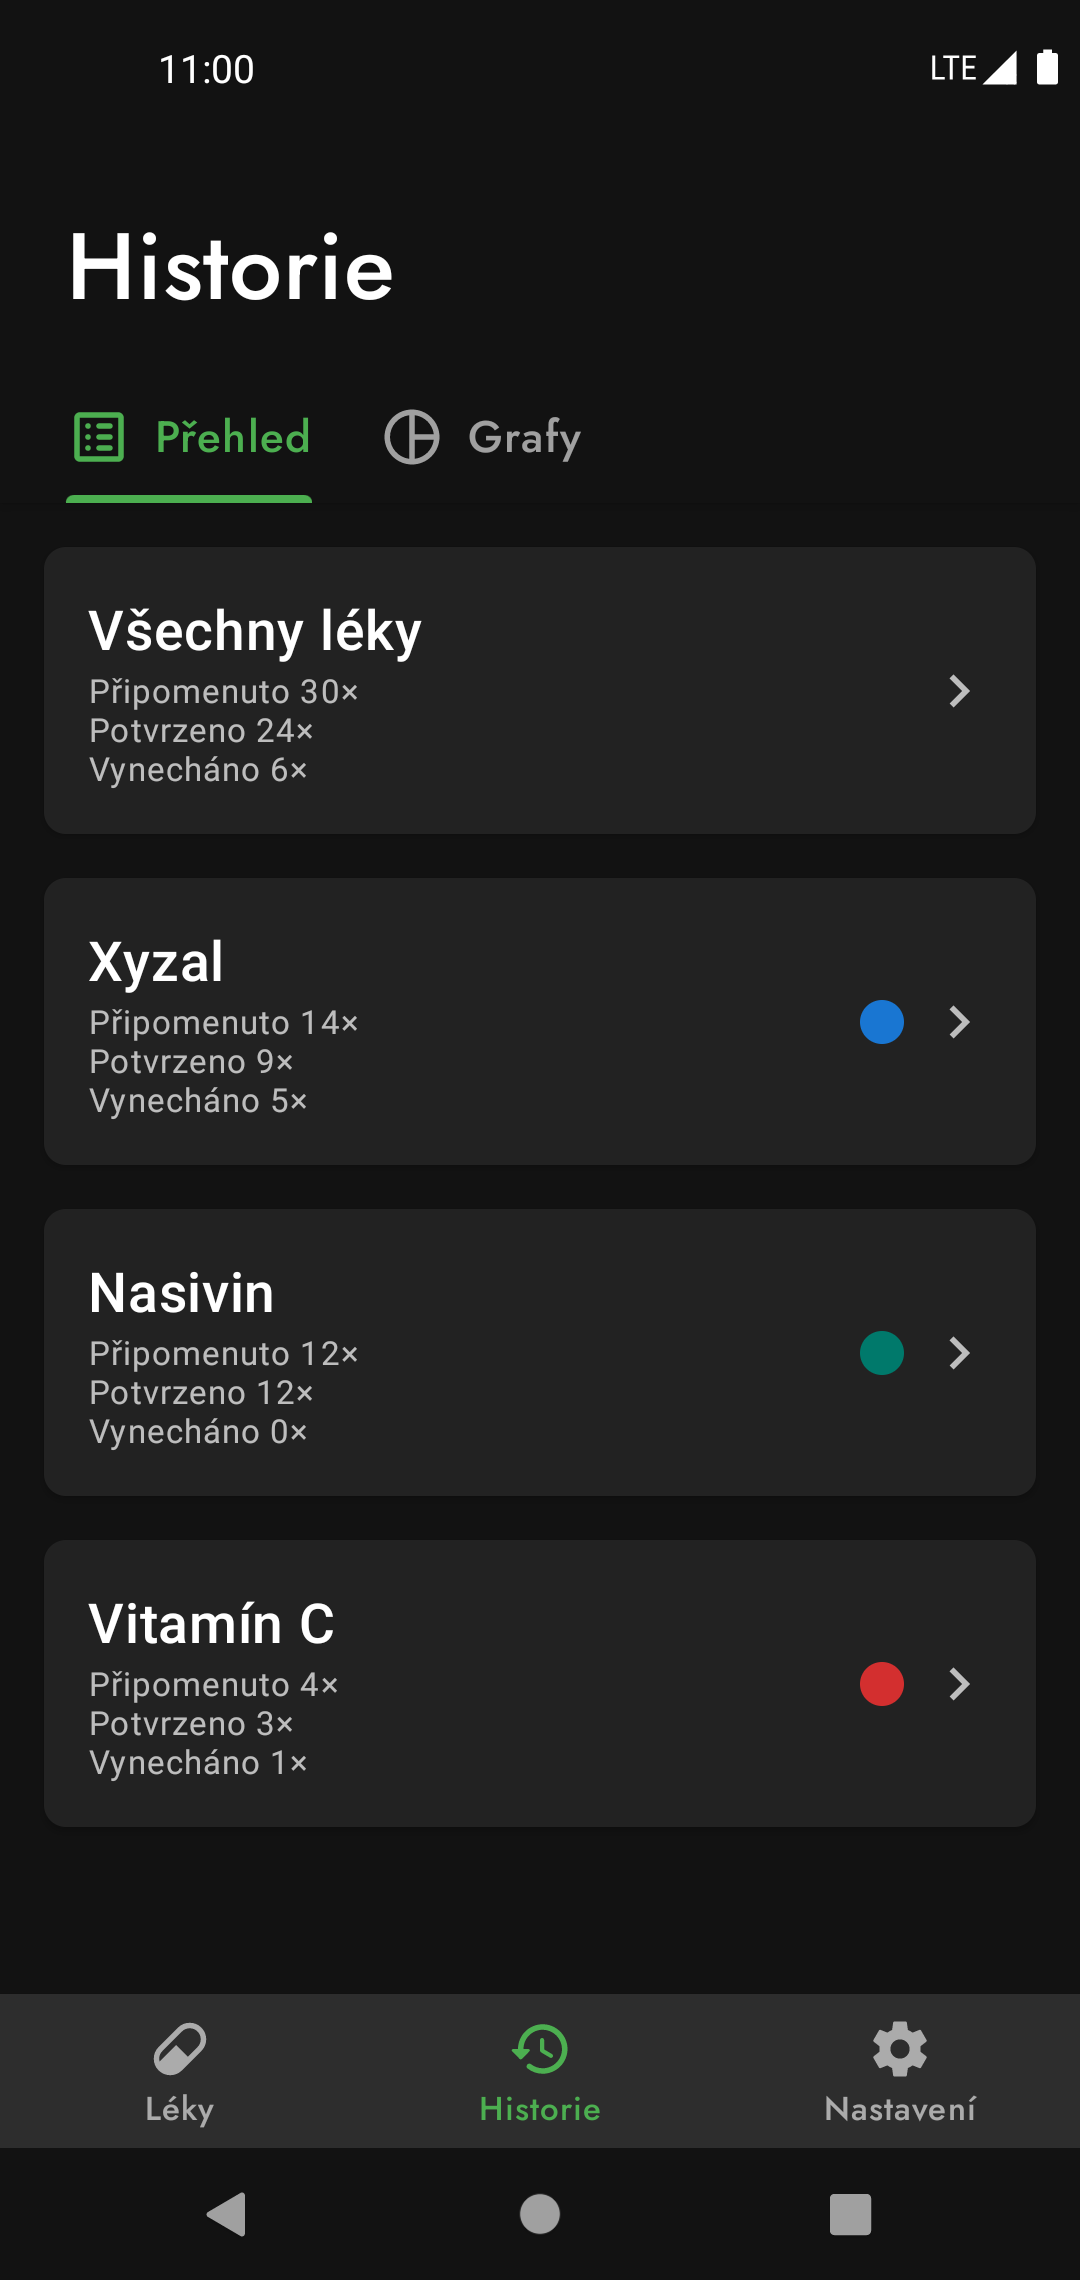 11:00 LTE
Historie
Přehled Grafy
Všechny léky
Připomenuto 30×
Potvrzeno 24×
Vynecháno 6×
Xyzal
Připomenuto 14×
Potvrzeno 9×
Vynecháno 5×
Nasivin
Připomenuto 12×
Potvrzeno 12×
Vynecháno 0×
Vitamín C
Připomenuto 4×
Potvrzeno 3×
Vynecháno 1×
Léky Historie Nastavení